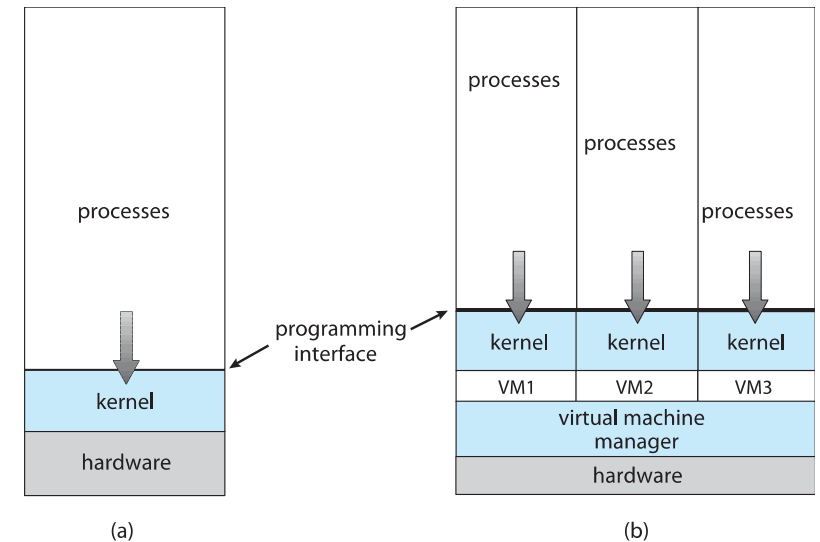 processes
programming
interface
kernel
hardware
(a)
processes
processes
processes
kernel
kernel
kernel
VM1
VM2
VM3
virtual machine
manager
hardware
(b)